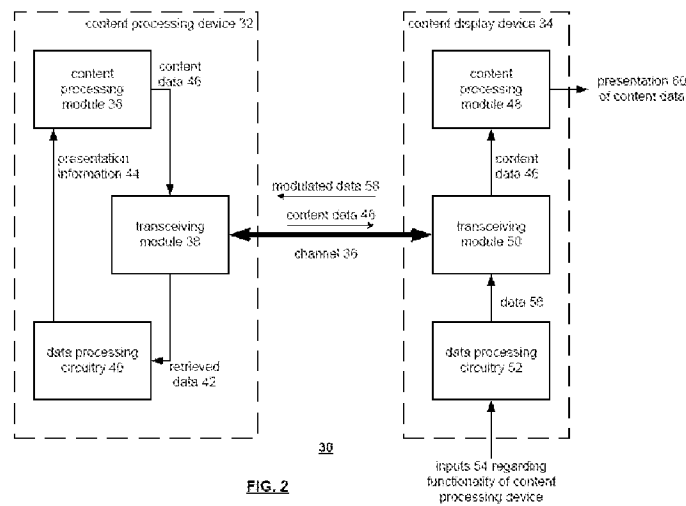 content processing device 32
content
processing
module 36
content
data 46
presentation
information 44
transceiving
module 38
data processing
circuitry 40
retrieved
data 42
modulated data 58
content data 46
channel 36
content display device 34
content
processing
module 48
presentation 60
of content data
content
data 46
transceiving
module 50
data 56
data processing
circuitry 52
inputs 54 regarding
functionality of content
processing device
30
FIG. 2